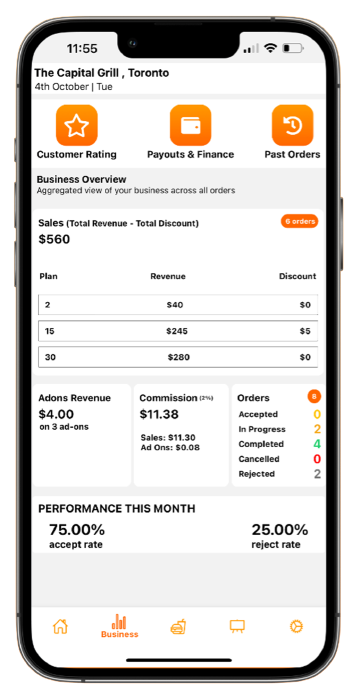 11:55
The Capital Grill , Toronto
4th October | Tue
Customer Rating Payouts & Finance Past Orders
Business Overview
Aggregated view of your business across all orders
Sales (Total Revenue - Total Discount) 6 orders
$560
Plan Revenue Discount
2 $40 $0
15 $245 $5
30 $280 $0
Adons Revenue
$4.00
on 3 ad-ons
Commission (2%)
$11.38
Sales: $11.30
Ad Ons: $0.08
Orders 8
Accepted 0
In Progress 2
Completed 4
Cancelled 0
Rejected 2
PERFORMANCE THIS MONTH
75.00% 25.00%
accept rate reject rate
Business